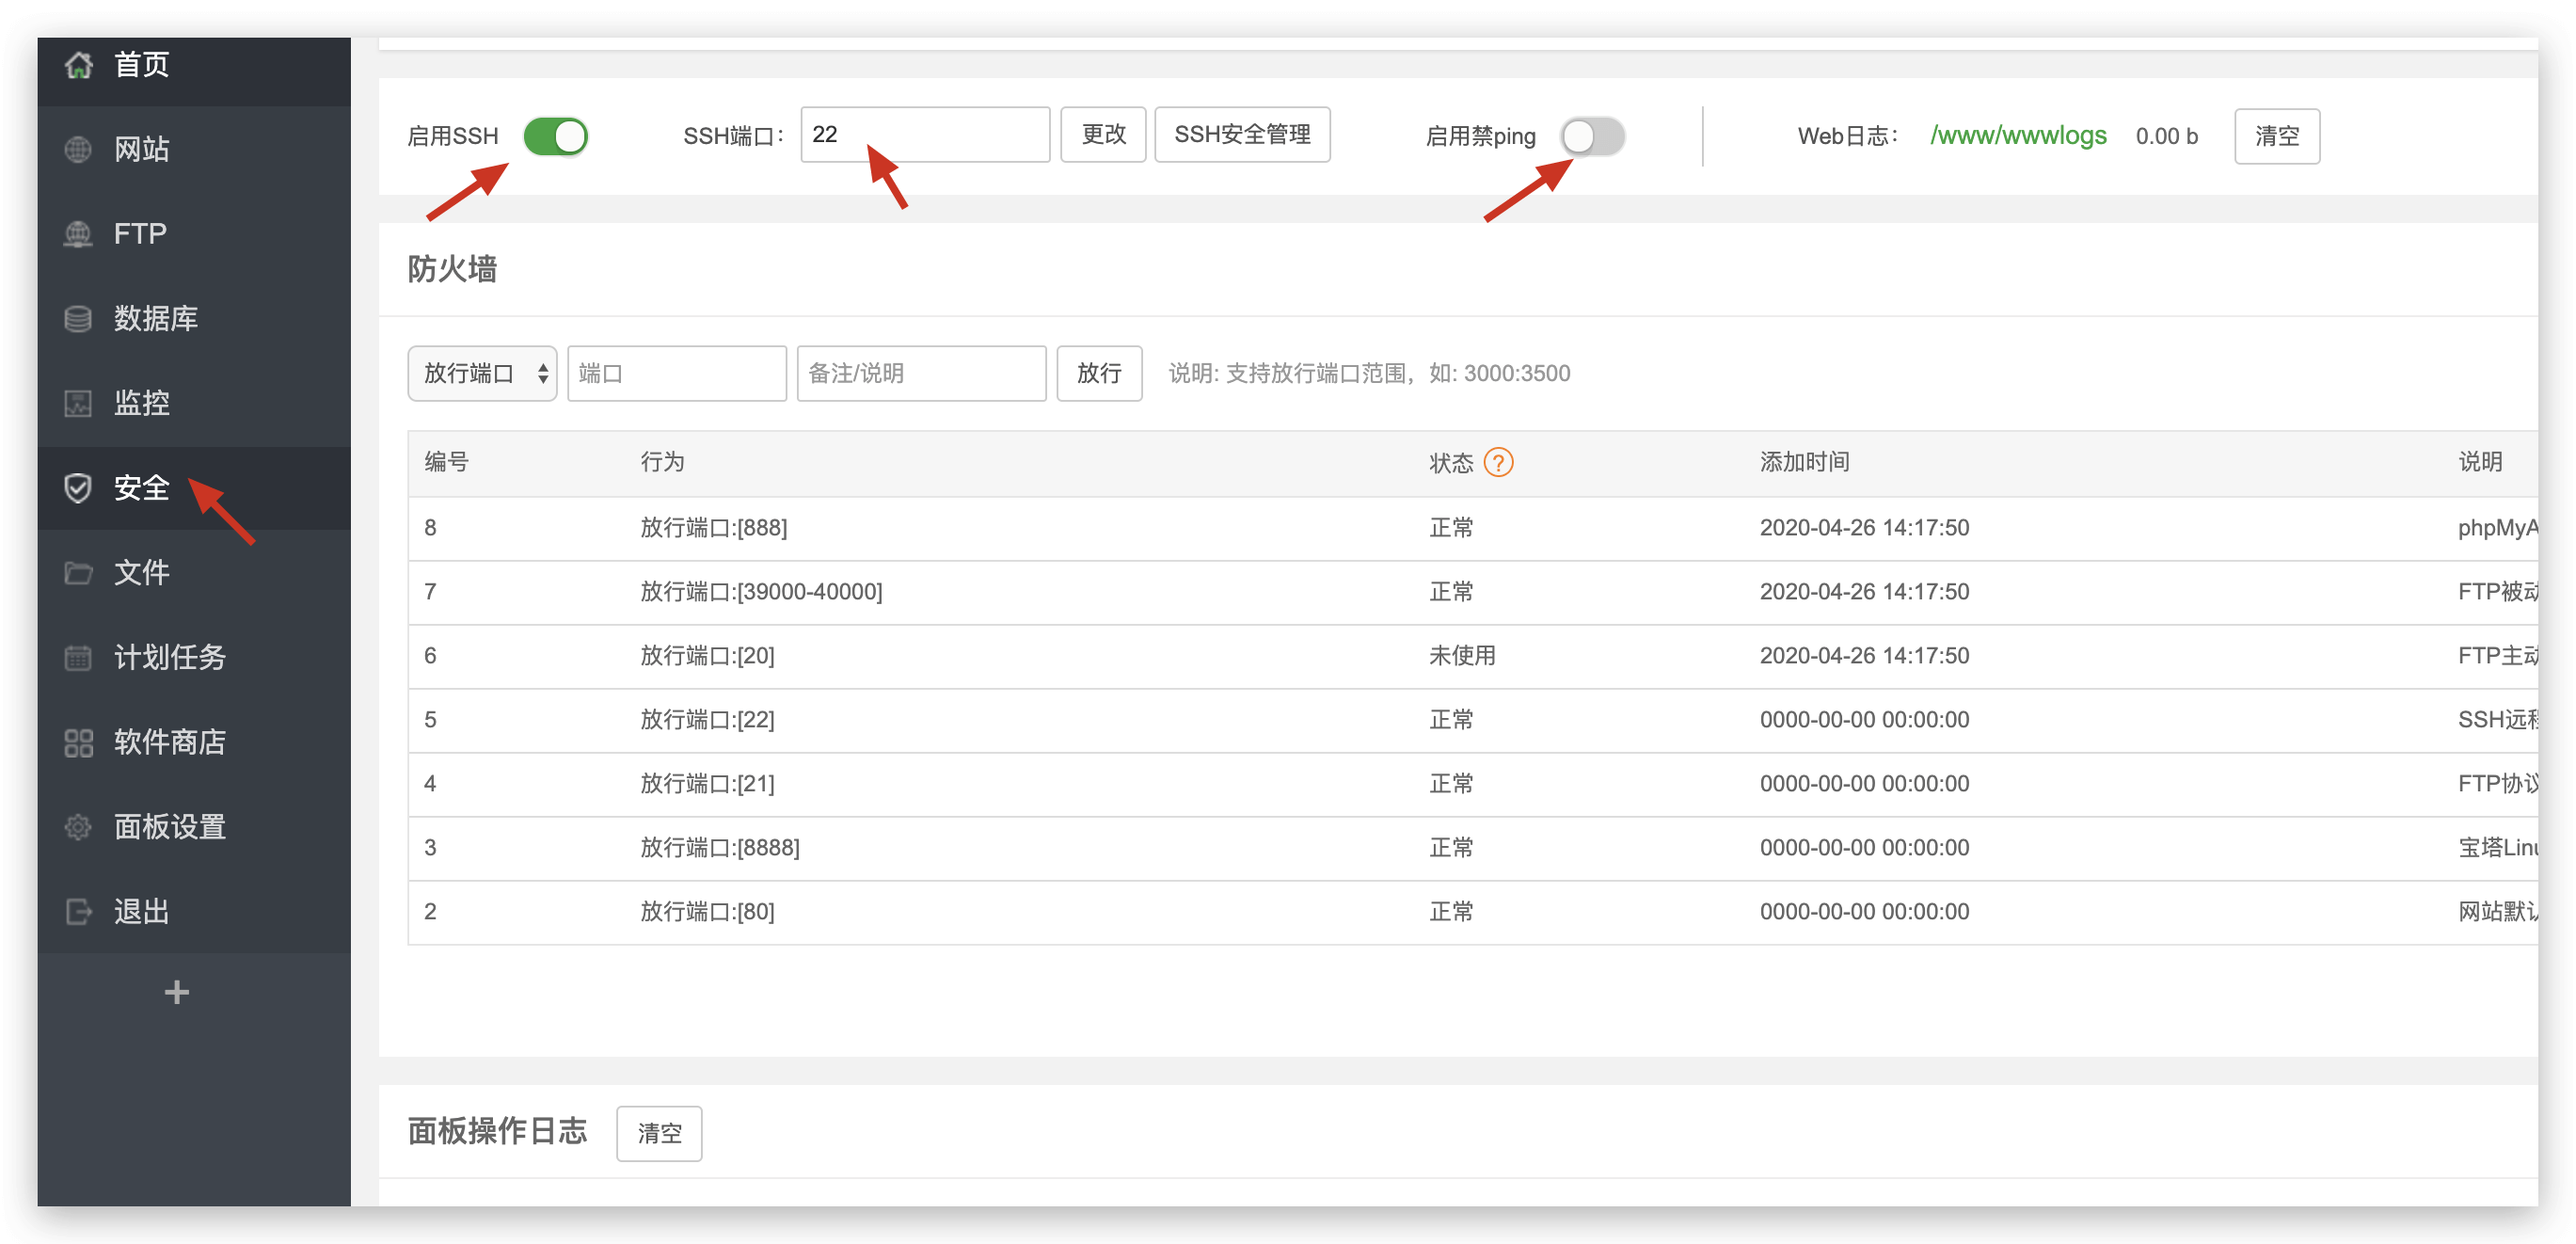 首页
网站
FTP
数据库
监控
安全
文件
计划任务
软件商店
面板设置
退出
+
启用SSH SSH端口： 22 更改 SSH安全管理 启用禁ping Web日志： /www/wwwlogs 0.00 b 清空
防火墙
放行端口 端口 备注/说明 放行 说明: 支持放行端口范围，如: 3000:3500
编号 行为 状态 ? 添加时间 说明
8 放行端口:[888] 正常 2020-04-26 14:17:50 phpMyA
7 放行端口:[39000-40000] 正常 2020-04-26 14:17:50 FTP被动
6 放行端口:[20] 未使用 2020-04-26 14:17:50 FTP主动
5 放行端口:[22] 正常 0000-00-00 00:00:00 SSH远程
4 放行端口:[21] 正常 0000-00-00 00:00:00 FTP协议
3 放行端口:[8888] 正常 0000-00-00 00:00:00 宝塔Linu
2 放行端口:[80] 正常 0000-00-00 00:00:00 网站默认
面板操作日志 清空